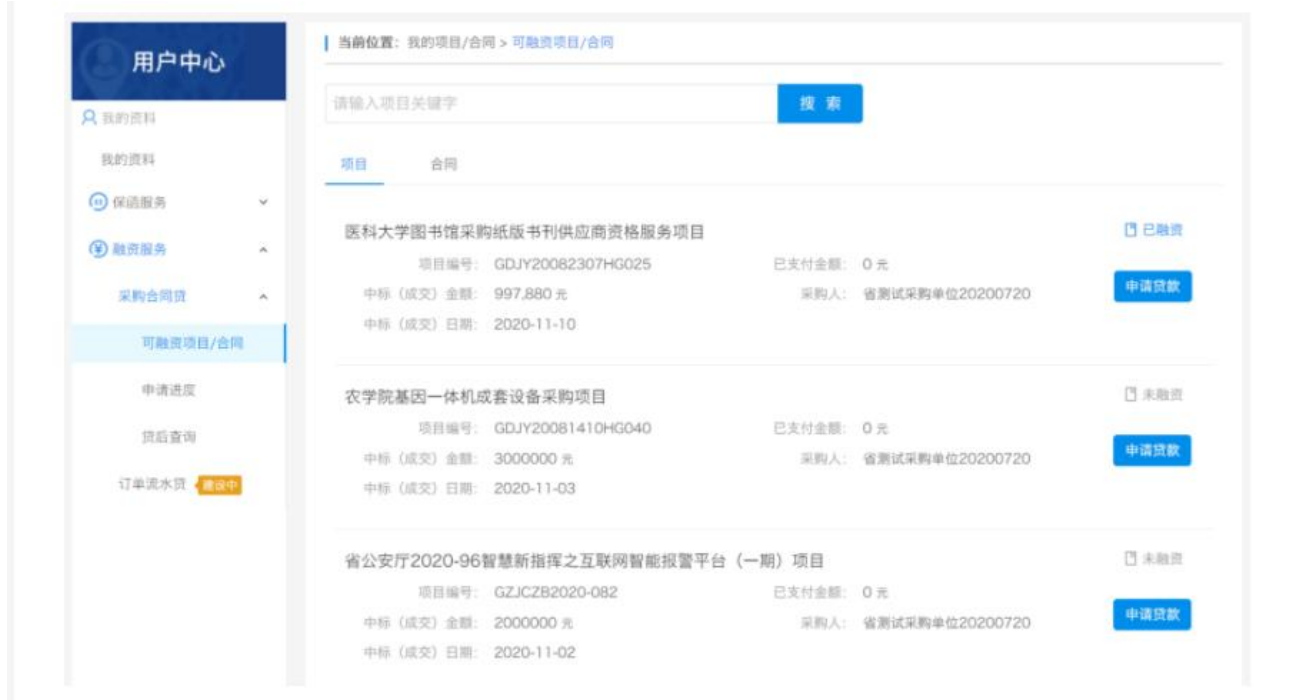 用户中心
我的资料
我的资料
保函服务
融资服务
采购合同贷
可融资项目/合同
申请进度
贷后查询
订单流水贷 建设中
当前位置：我的项目/合同 > 可融资项目/合同
请输入项目关键字 搜 索
项目 合同
医科大学图书馆采购纸版书刊供应商资格服务项目 已融资
项目编号： GDJY20082307HG025 已支付金额： 0 元
中标（成交）金额： 997,880 元 采购人： 省测试采购单位20200720 申请贷款
中标（成交）日期： 2020-11-10
农学院基因一体机成套设备采购项目 未融资
项目编号： GDJY20081410HG040 已支付金额： 0 元
中标（成交）金额： 3000000 元 采购人： 省测试采购单位20200720 申请贷款
中标（成交）日期： 2020-11-03
省公安厅2020-96智慧新指挥之互联网智能报警平台（一期）项目 未融资
项目编号： GZJCZB2020-082 已支付金额： 0 元
中标（成交）金额： 2000000 元 采购人： 省测试采购单位20200720 申请贷款
中标（成交）日期： 2020-11-02